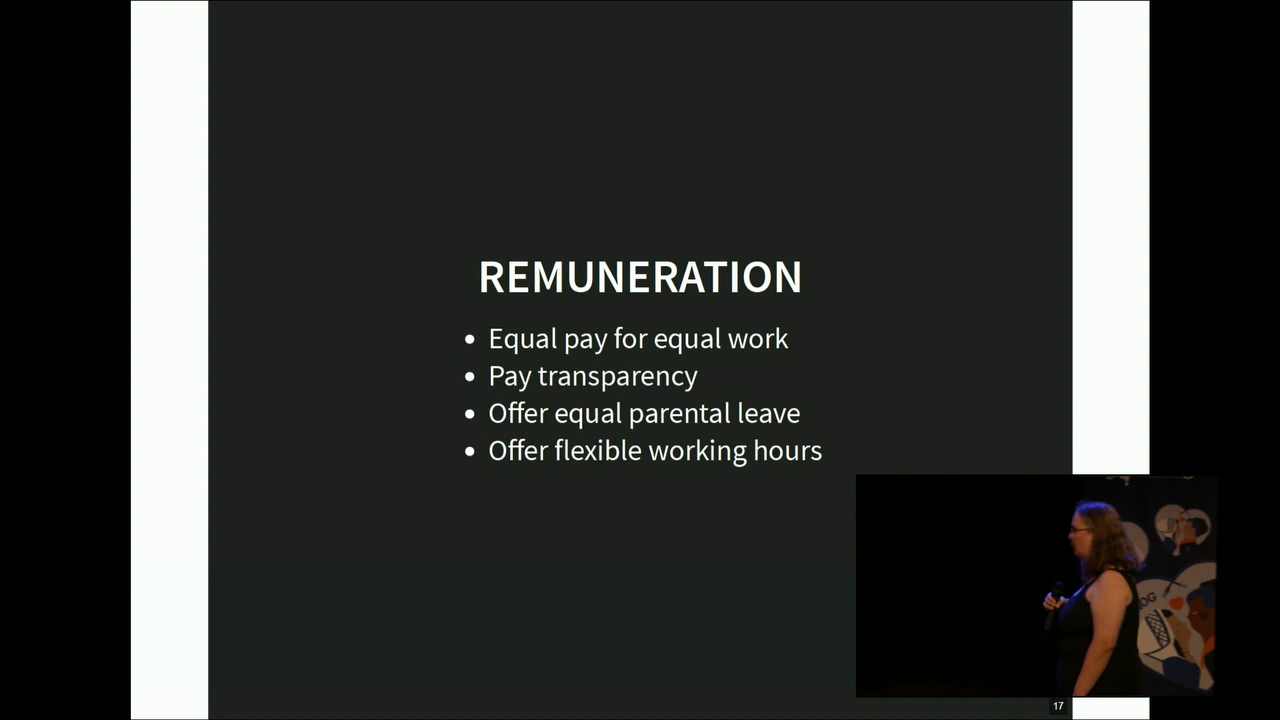 REMUNERATION
• Equal pay for equal work
• Pay transparency
• Offer equal parental leave
• Offer flexible working hours
17